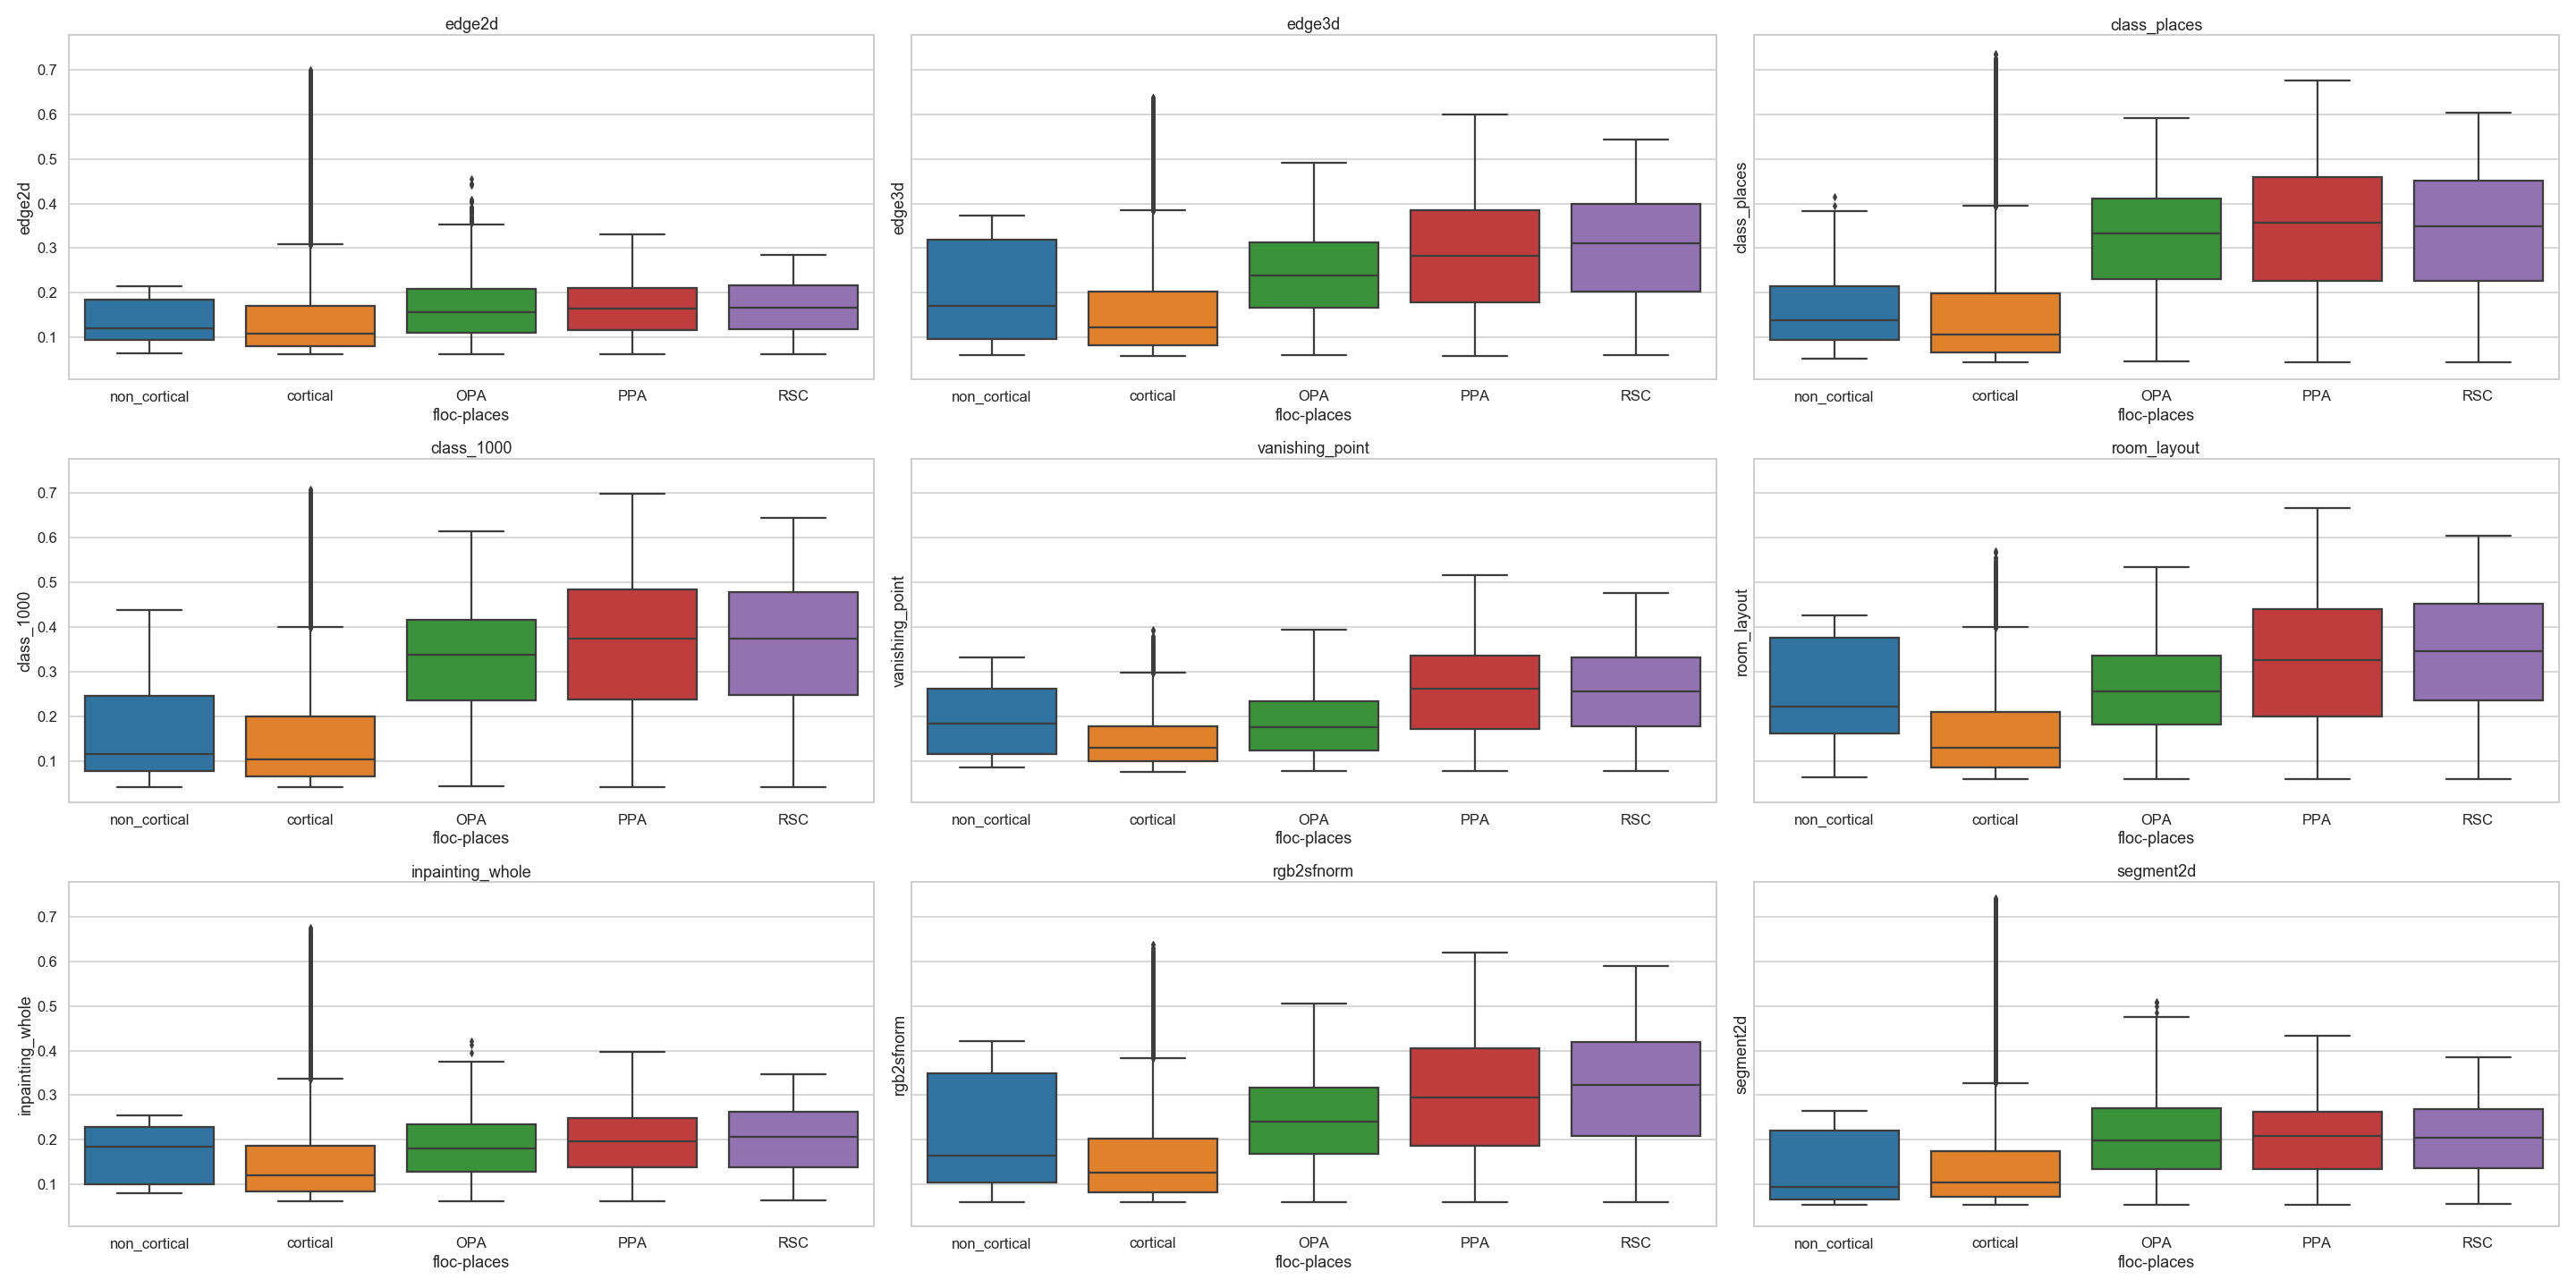 edge2d
edge3d
class_places
0.7
0.6
0.5
0.4
0.3
0.2
0.1
edge2d
edge3d
class_places
non_cortical cortical OPA PPA RSC
floc-places
non_cortical cortical OPA PPA RSC
floc-places
non_cortical cortical OPA PPA RSC
floc-places
class_1000
vanishing_point
room_layout
0.7
0.6
0.5
0.4
0.3
0.2
0.1
class_1000
vanishing_point
room_layout
non_cortical cortical OPA PPA RSC
floc-places
non_cortical cortical OPA PPA RSC
floc-places
non_cortical cortical OPA PPA RSC
floc-places
inpainting_whole
rgb2sfnorm
segment2d
0.7
0.6
0.5
0.4
0.3
0.2
0.1
inpainting_whole
rgb2sfnorm
segment2d
non_cortical cortical OPA PPA RSC
floc-places
non_cortical cortical OPA PPA RSC
floc-places
non_cortical cortical OPA PPA RSC
floc-places